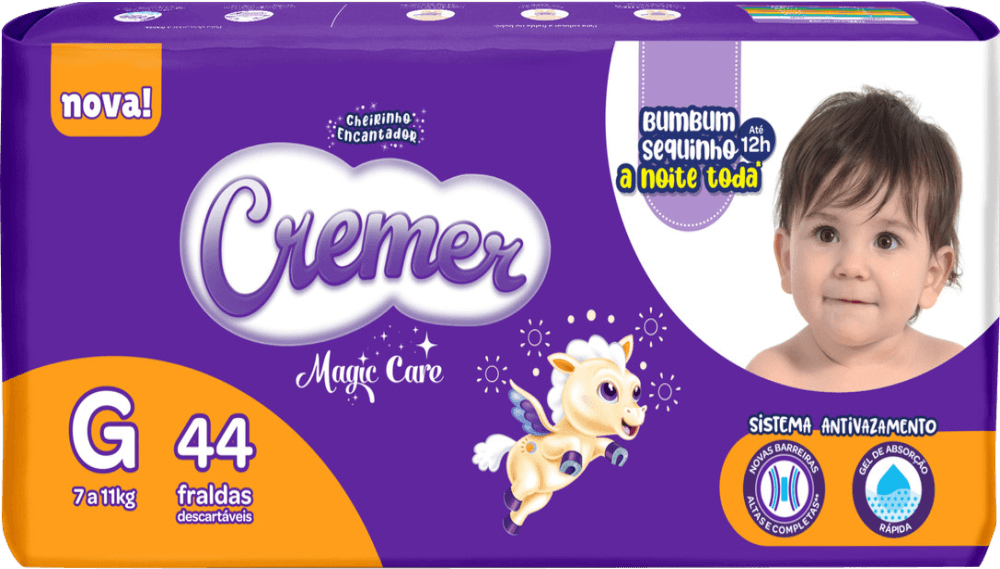 nova!
Cheirinho
Encantador
Cremer
Magic Care
Bumbum
sequinho
Até
12h
a noite toda*
G
7 a 11kg
44
fraldas
descartáveis
SISTEMA ANTIVAZAMENTO
NOVAS BARREIRAS
ALTAS E COMPLETAS**
GEL DE ABSORÇÃO
RÁPIDA